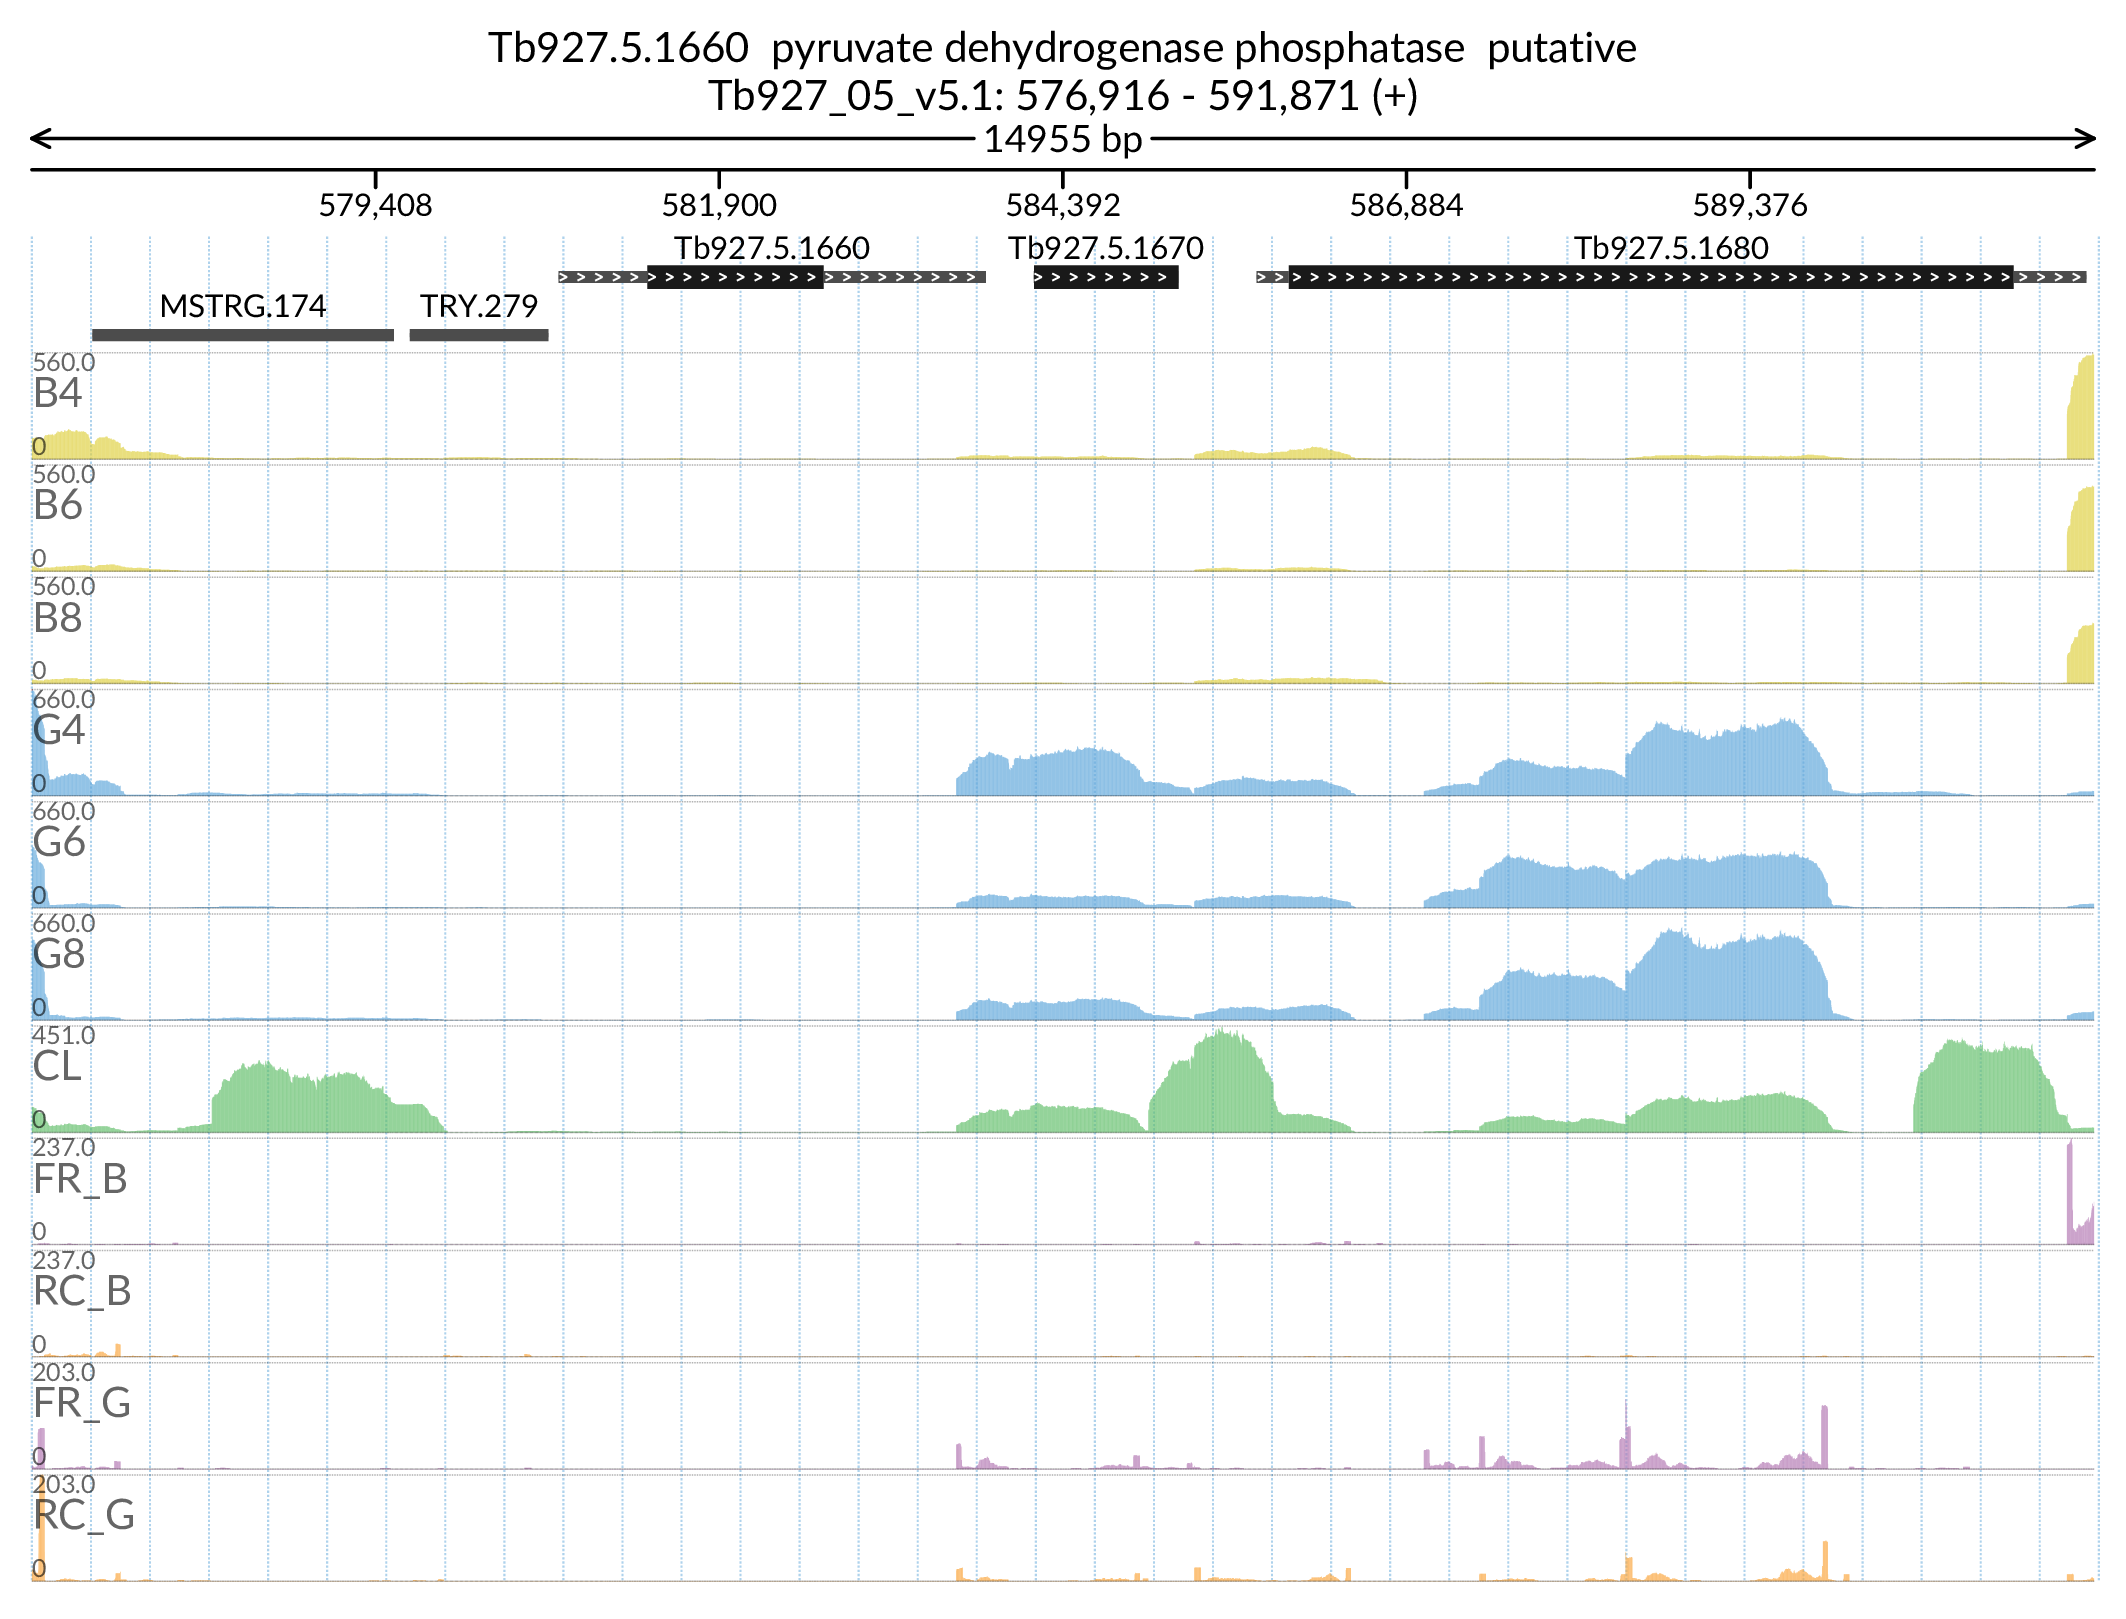 Tb927.5.1660 pyruvate dehydrogenase phosphatase putative
Tb927_05_v5.1: 576,916 - 591,871 (+)
14955 bp
579,408 581,900 584,392 586,884 589,376
Tb927.5.1660 Tb927.5.1670 Tb927.5.1680
MSTRG.174 TRY.279
560.0
B4
0
560.0
B6
0
560.0
B8
0
660.0
G4
0
660.0
G6
0
660.0
G8
0
451.0
CL
0
237.0
FR_B
0
237.0
RC_B
0
203.0
FR_G
0
203.0
RC_G
0